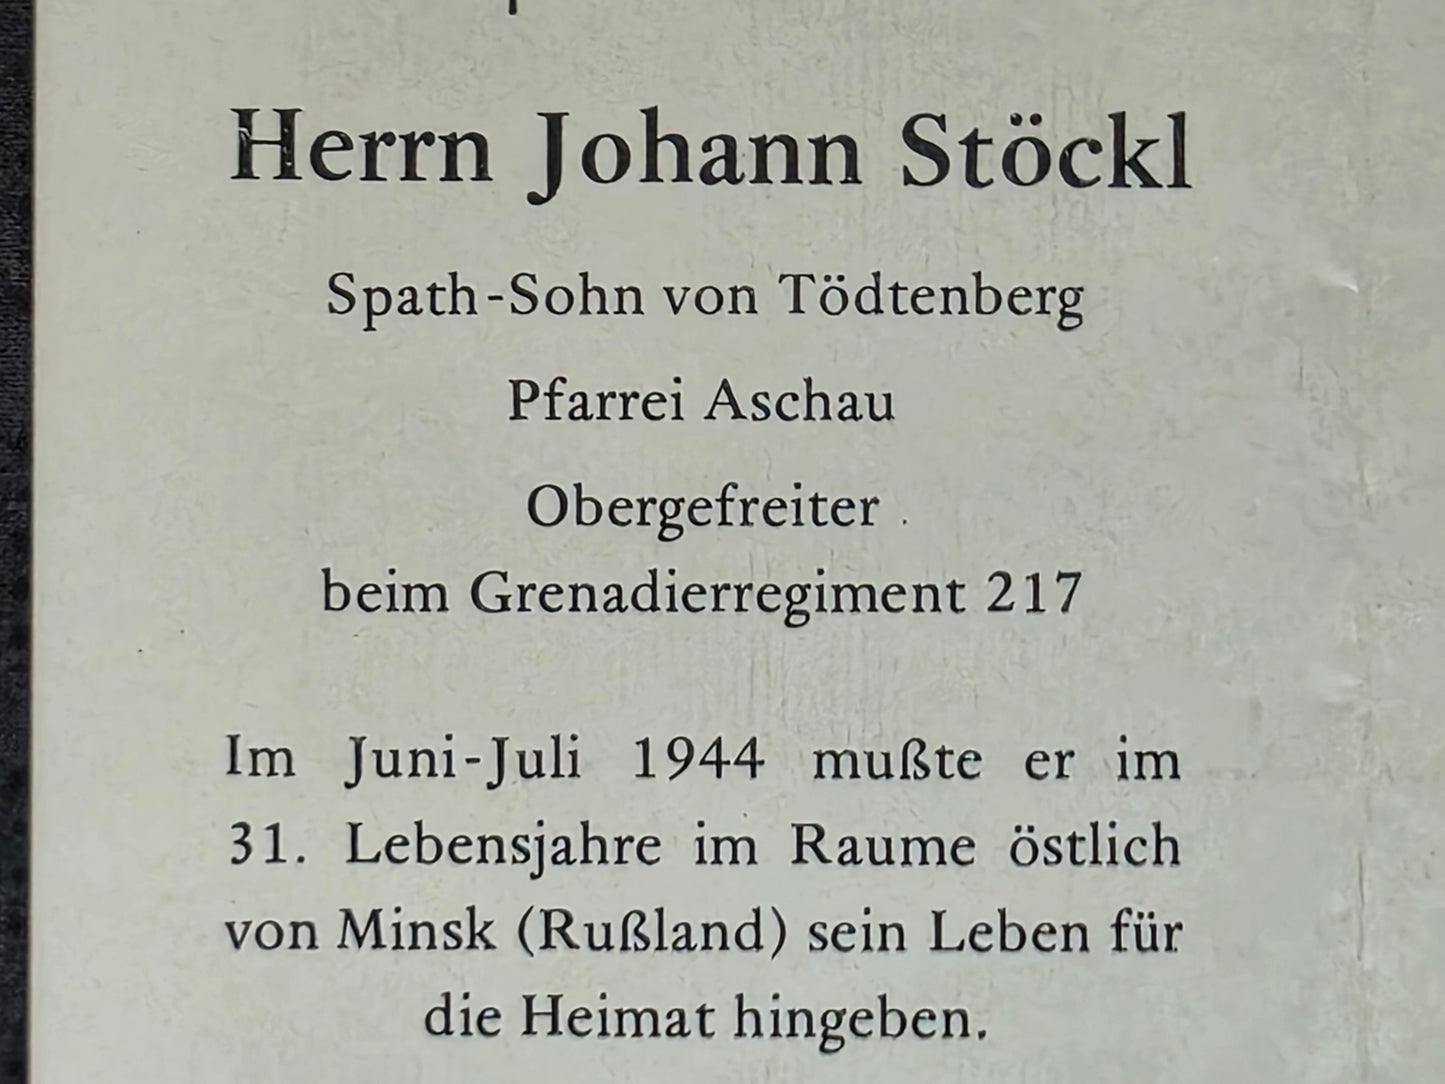 Herrn Johann Stöckl
Spath-Sohn von Tödtenberg
Pfarrei Aschau
Obergefreiter
beim Grenadierregiment 217
Im Juni-Juli 1944 mußte er im
31. Lebensjahre im Raume östlich
von Minsk (Rußland) sein Leben für
die Heimat hingeben.